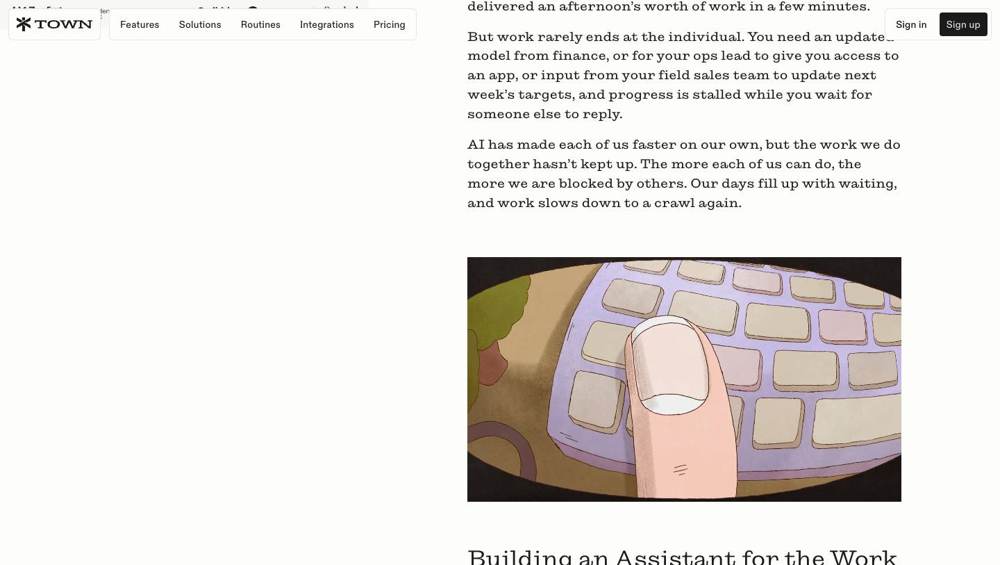 TOWN
Features
Solutions
Routines
Integrations
Pricing
Sign in
Sign up
delivered an afternoon’s worth of work in a few minutes.
But work rarely ends at the individual. You need an updated
model from finance, or for your ops lead to give you access to
an app, or input from your field sales team to update next
week’s targets, and progress is stalled while you wait for
someone else to reply.
AI has made each of us faster on our own, but the work we do
together hasn’t kept up. The more each of us can do, the
more we are blocked by others. Our days fill up with waiting,
and work slows down to a crawl again.
Building an Assistant for the Work